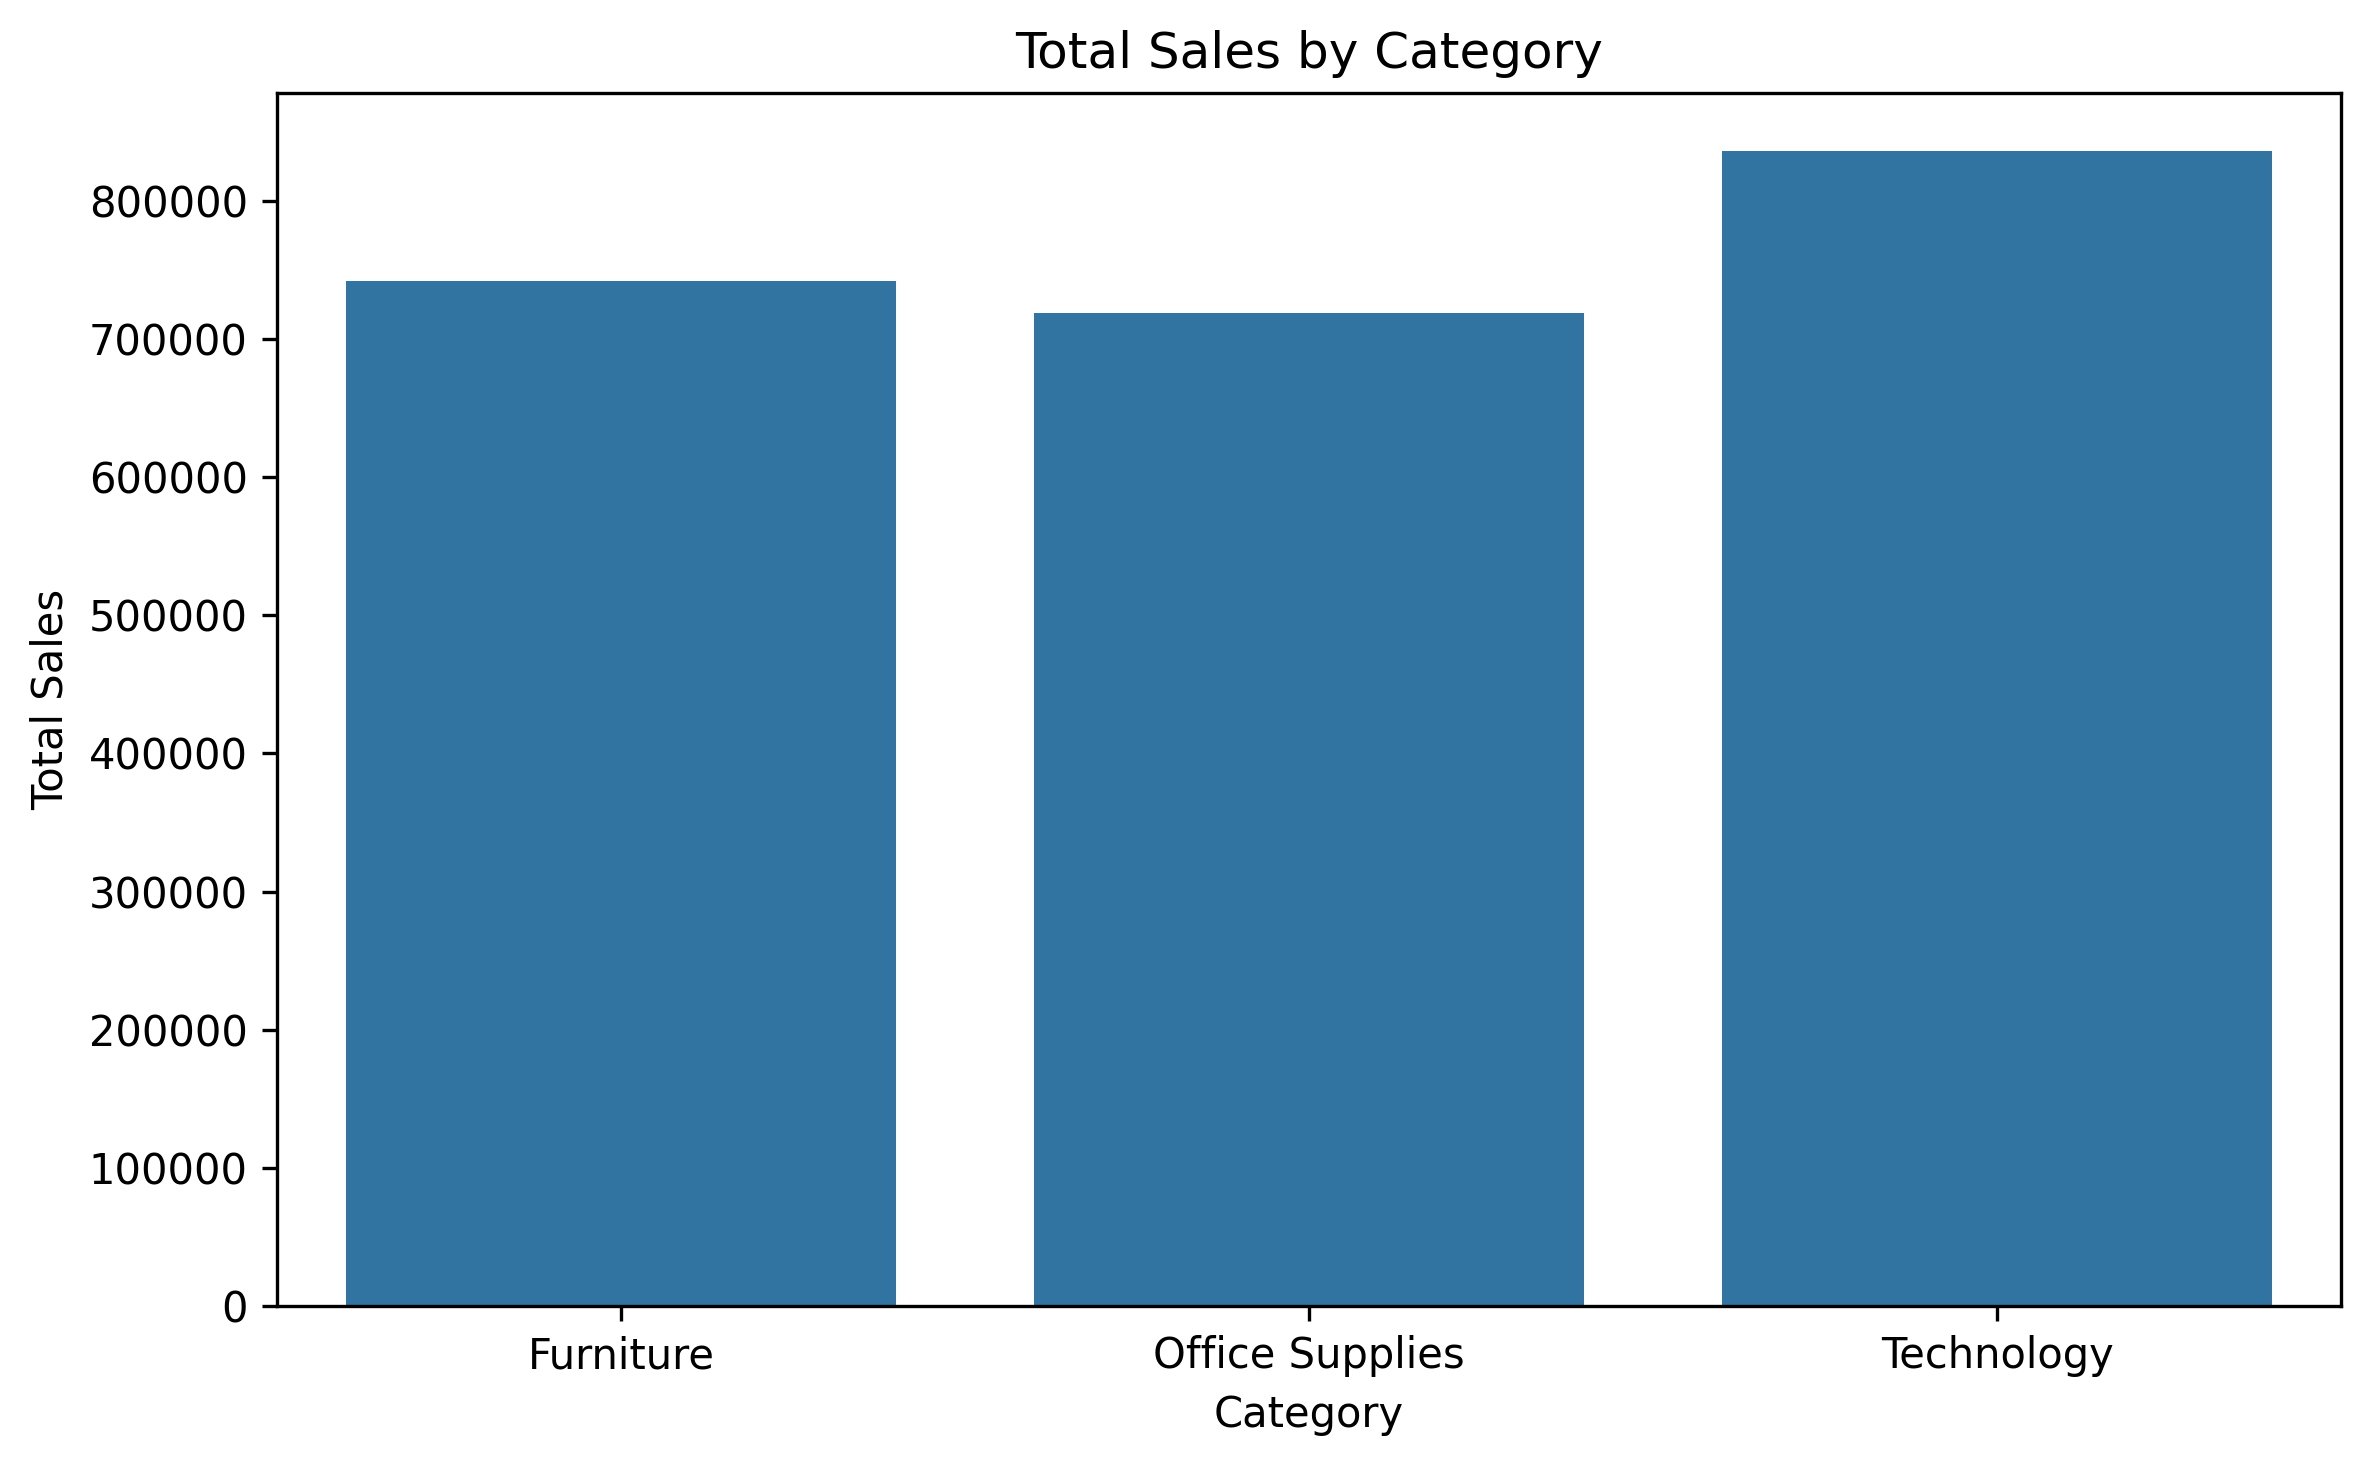 Total Sales by Category
Total Sales
800000
700000
600000
500000
400000
300000
200000
100000
0
Furniture
Office Supplies
Technology
Category